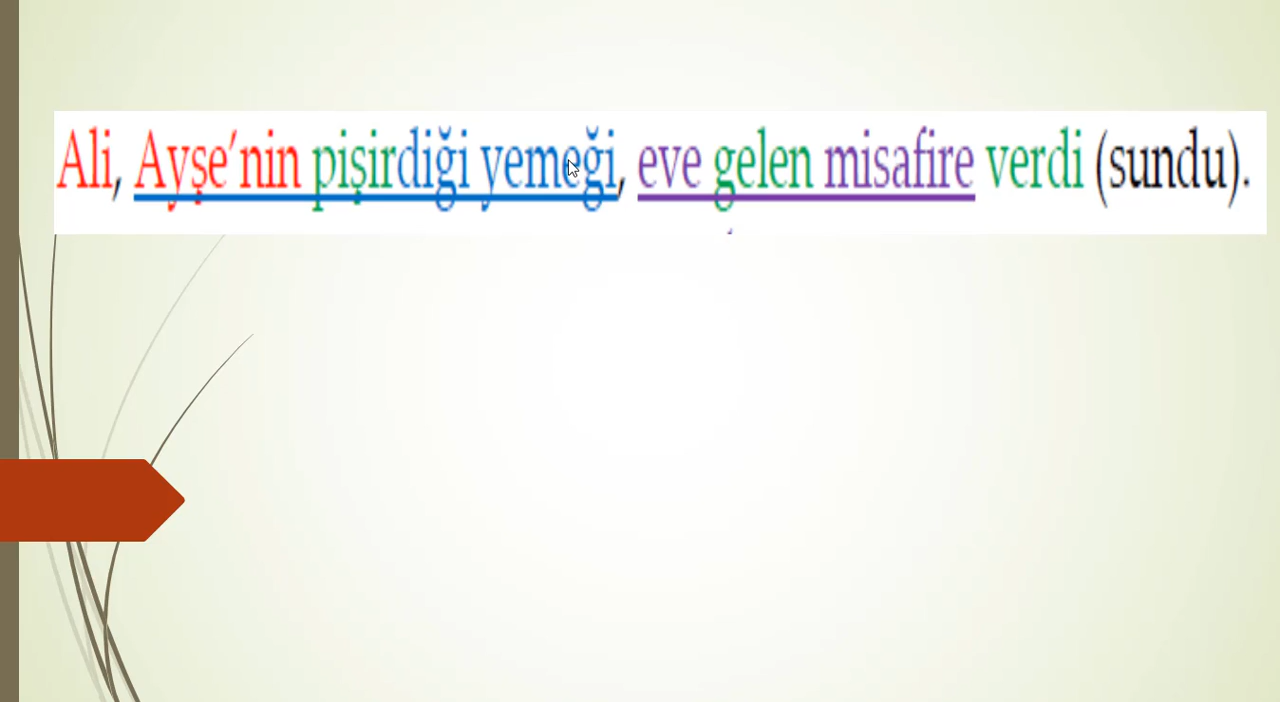 Ali, Ayşe’nin pişirdiği yemeği, eve gelen misafire verdi (sundu).